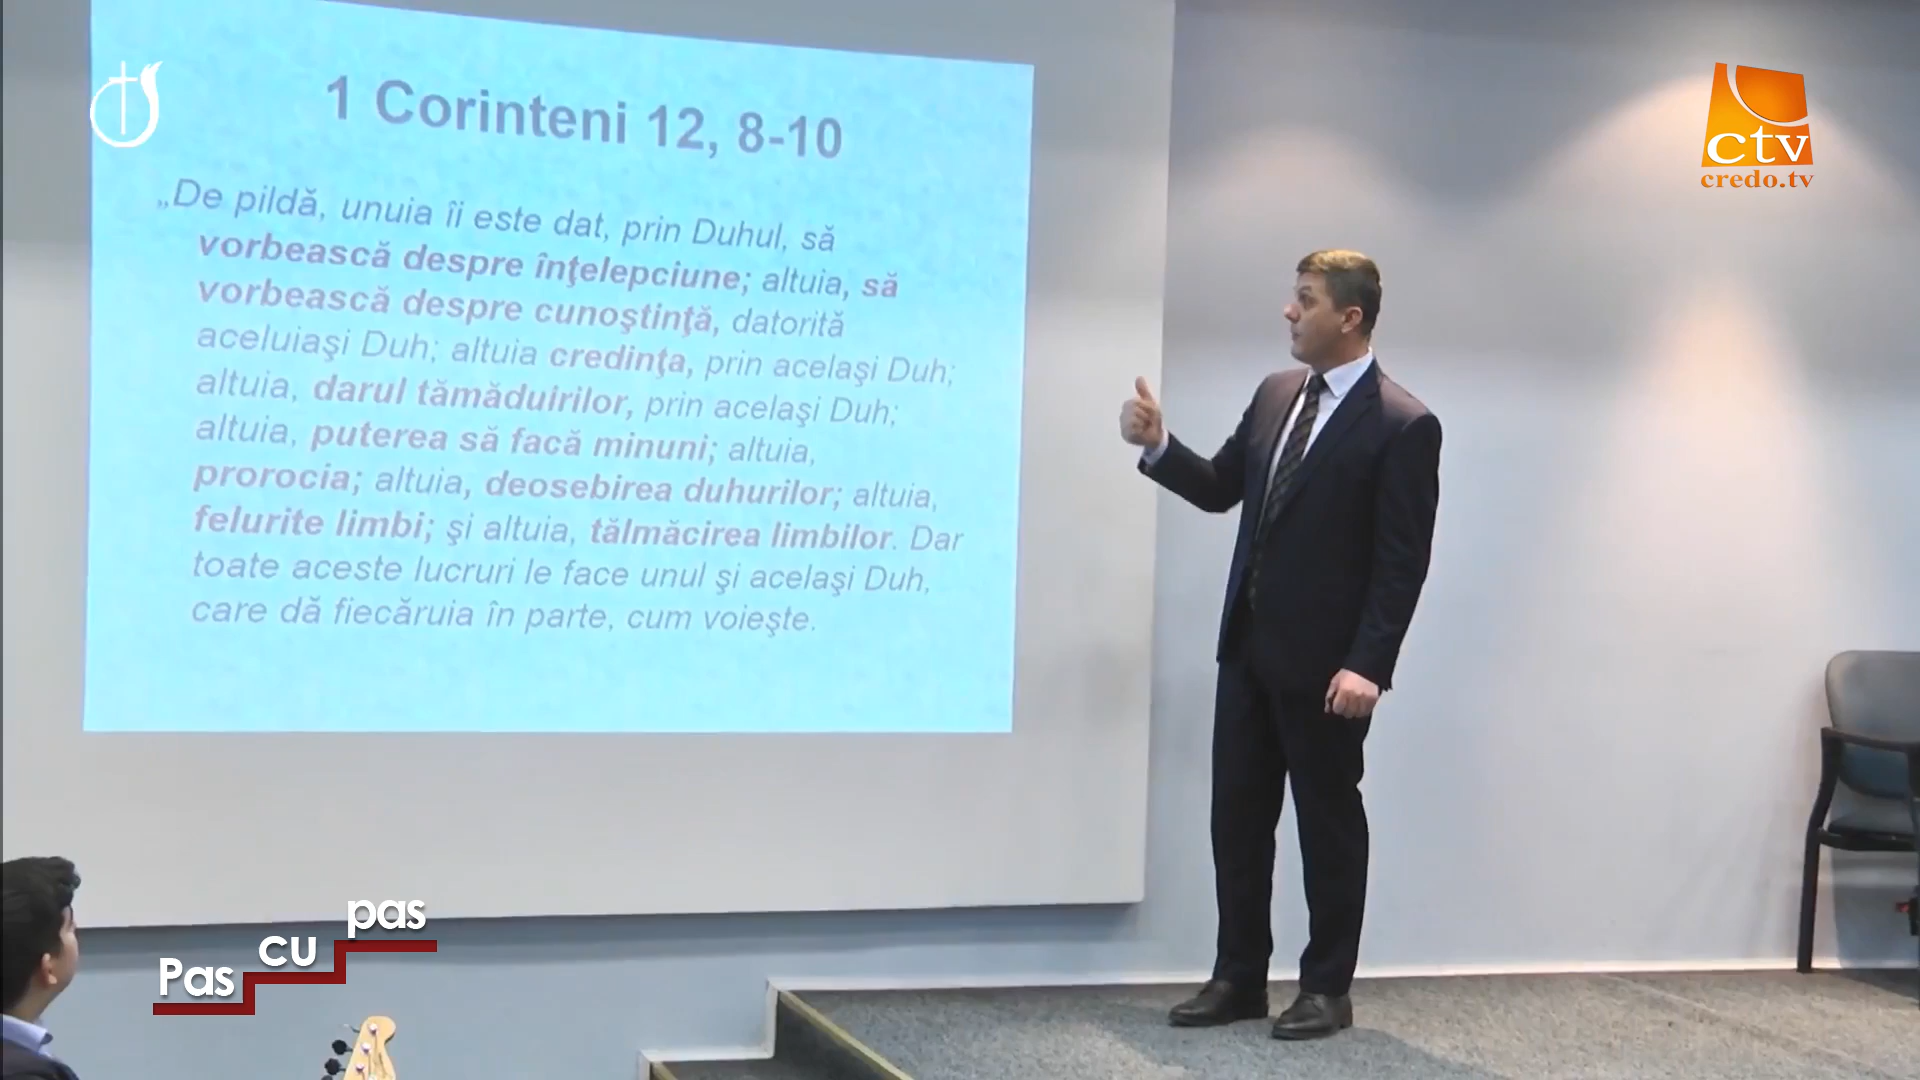 1 Corinteni 12, 8-10
„De pildă, unuia îi este dat, prin Duhul, să
vorbească despre înţelepciune; altuia, să
vorbească despre cunoştinţă, datorită
aceluiaşi Duh; altuia credinţa, prin acelaşi Duh;
altuia, darul tămăduirilor, prin acelaşi Duh;
altuia, puterea să facă minuni; altuia,
prorocia; altuia, deosebirea duhurilor; altuia,
felurite limbi; şi altuia, tălmăcirea limbilor. Dar
toate aceste lucruri le face unul şi acelaşi Duh,
care dă fiecăruia în parte, cum voieşte.
ctv
credo.tv
Pas cu pas